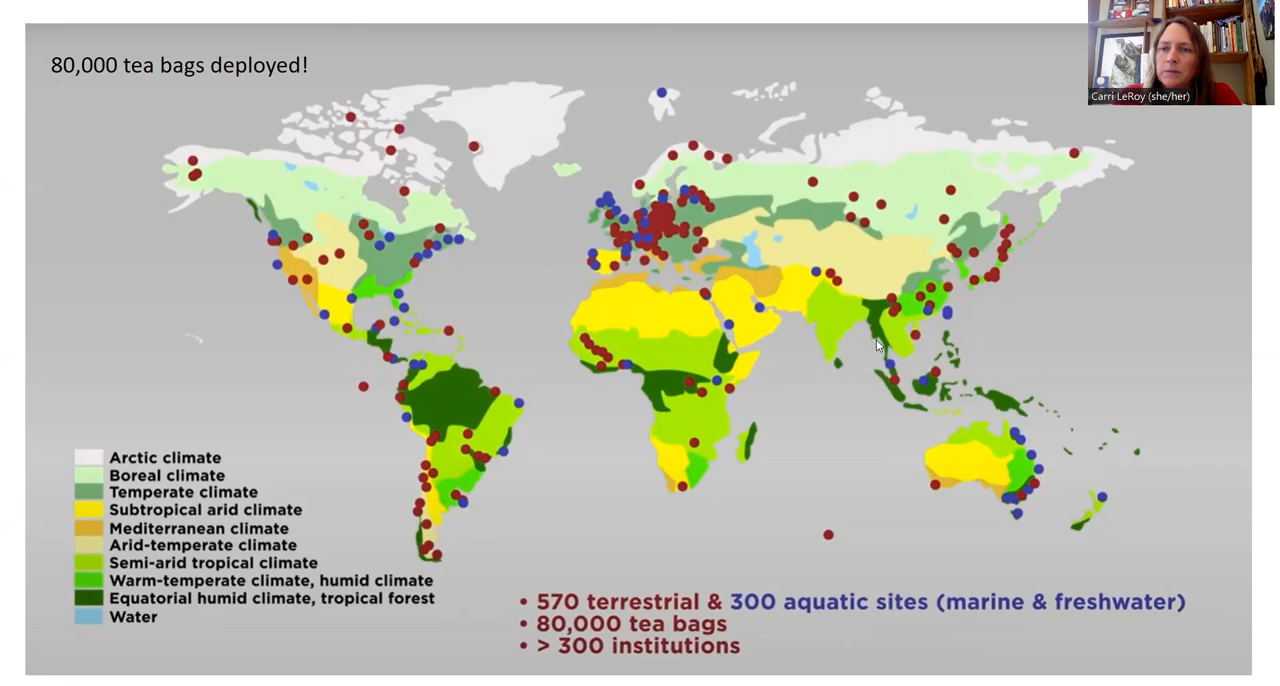 80,000 tea bags deployed!
Carri LeRoy (she/her)
Arctic climate
Boreal climate
Temperate climate
Subtropical arid climate
Mediterranean climate
Arid-temperate climate
Semi-arid tropical climate
Warm-temperate climate, humid climate
Equatorial humid climate, tropical forest
Water
• 570 terrestrial & 300 aquatic sites (marine & freshwater)
• 80,000 tea bags
• > 300 institutions